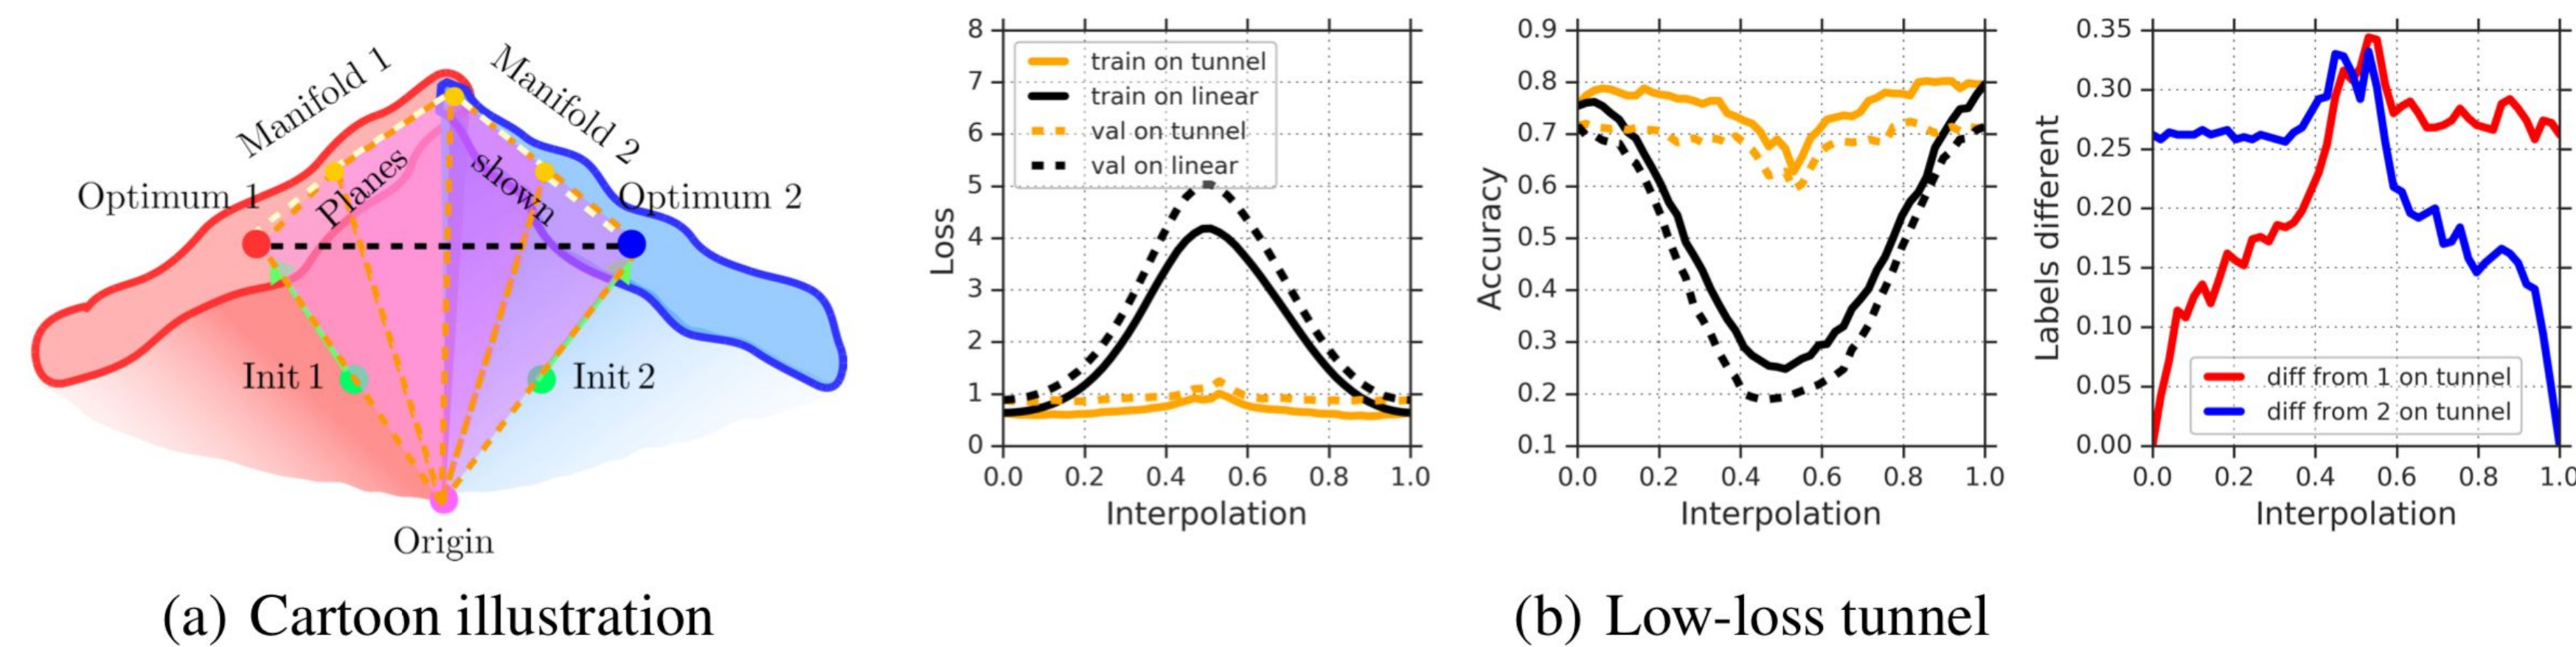 Manifold 1
Manifold 2
Optimum 1
Planes
shown
Optimum 2
Init 1
Init 2
Origin
(a) Cartoon illustration
8
7
6
5
4
3
2
1
0
Loss
train on tunnel
train on linear
val on tunnel
val on linear
0.0 0.2 0.4 0.6 0.8 1.0
Interpolation
0.9
0.8
0.7
0.6
0.5
0.4
0.3
0.2
0.1
Accuracy
0.0 0.2 0.4 0.6 0.8 1.0
Interpolation
0.35
0.30
0.25
0.20
0.15
0.10
0.05
0.00
Labels different
diff from 1 on tunnel
diff from 2 on tunnel
0.0 0.2 0.4 0.6 0.8 1.0
Interpolation
(b) Low-loss tunnel